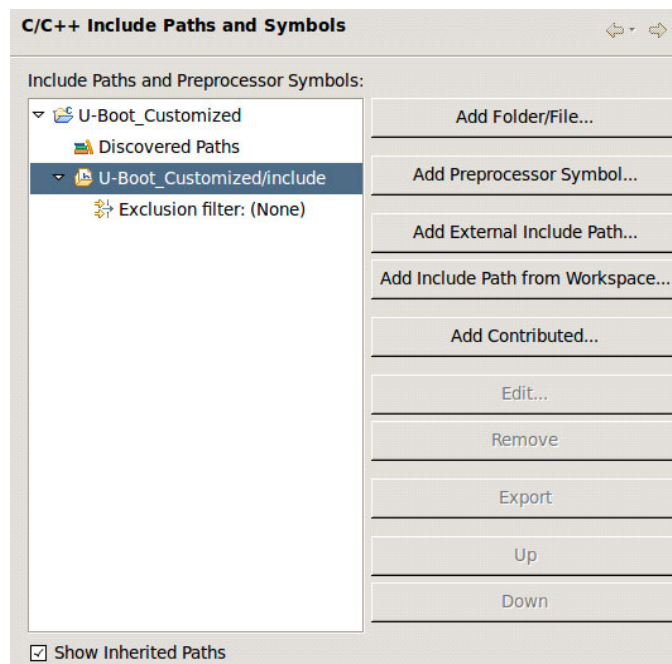 C/C++ Include Paths and Symbols
Include Paths and Preprocessor Symbols:
U-Boot_Customized
Discovered Paths
U-Boot_Customized/include
Exclusion filter: (None)
Add Folder/File...
Add Preprocessor Symbol...
Add External Include Path...
Add Include Path from Workspace...
Add Contributed...
Edit...
Remove
Export
Up
Down
Show Inherited Paths